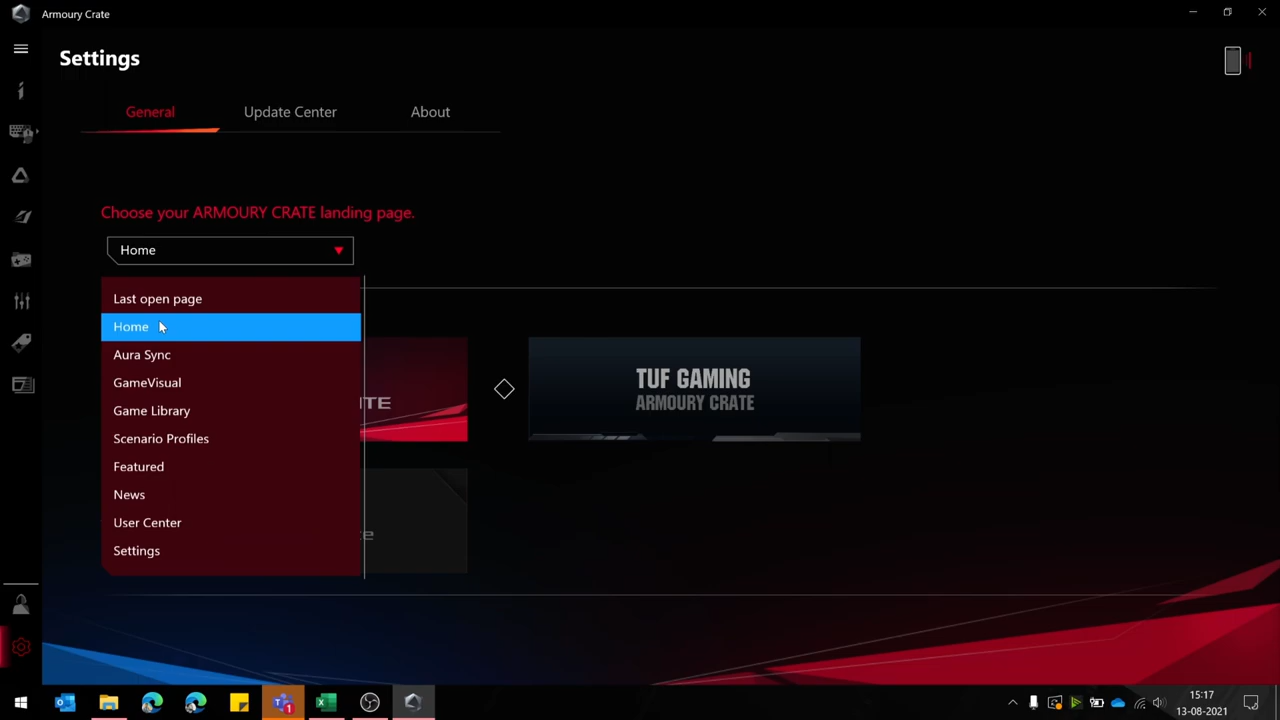 Armoury Crate
Settings
General
Update Center
About
Choose your ARMOURY CRATE landing page.
Home
Last open page
Home
Aura Sync
GameVisual
Game Library
Scenario Profiles
Featured
News
User Center
Settings
TUF GAMING
ARMOURY CRATE
1
15:17
13-08-2021